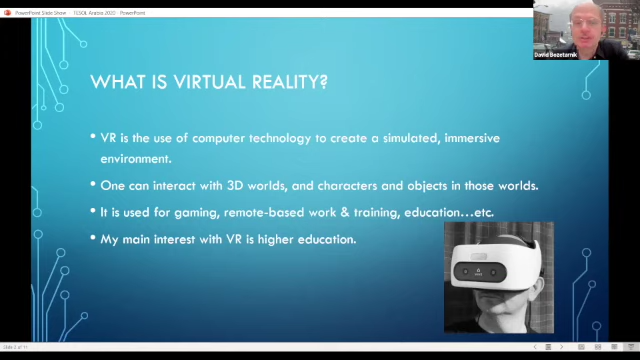 PowerPoint Slide Show - TESOL Arabia 2020 - PowerPoint
David Bezetarnik
WHAT IS VIRTUAL REALITY?
• VR is the use of computer technology to create a simulated, immersive
environment.
• One can interact with 3D worlds, and characters and objects in those worlds.
• It is used for gaming, remote-based work & training, education…etc.
• My main interest with VR is higher education.